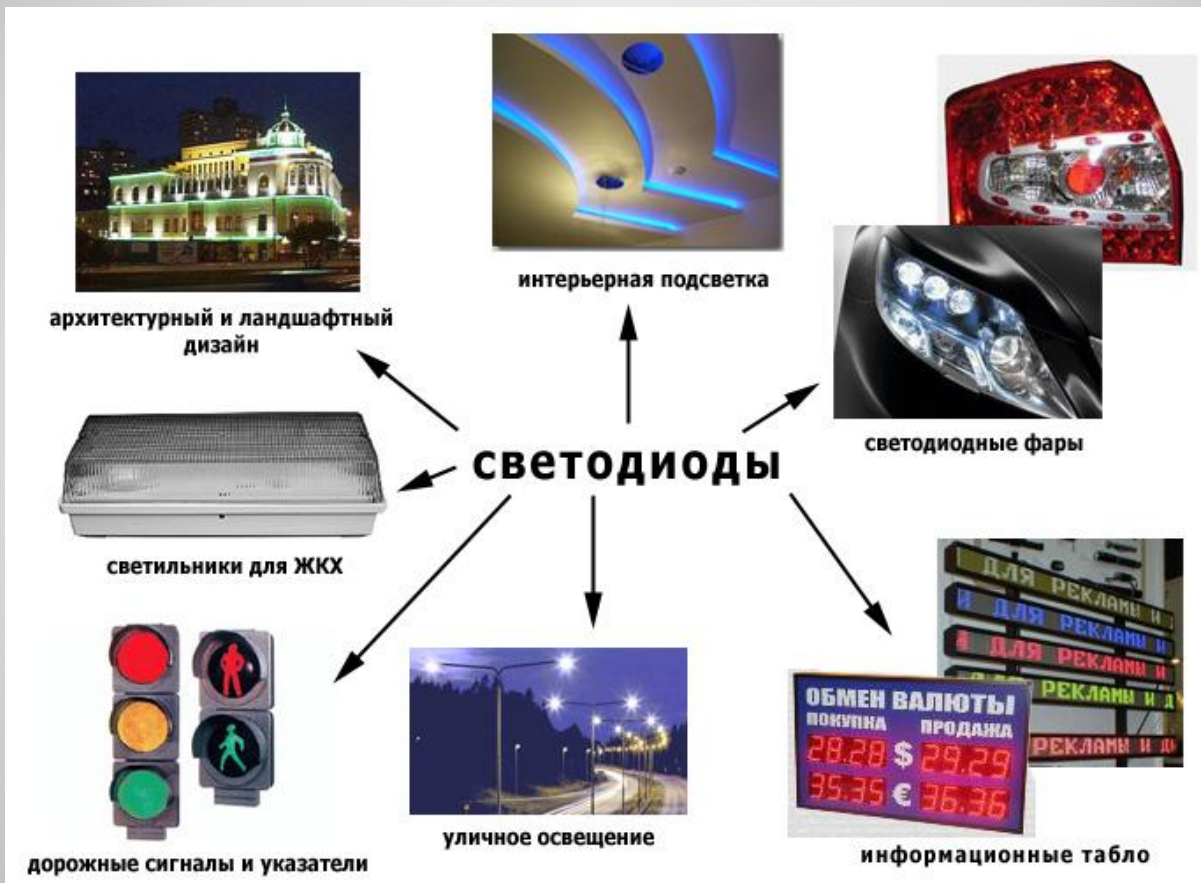 интерьерная подсветка
архитектурный и ландшафтный
дизайн
светодиодные фары
светодиоды
светильники для ЖКХ
ДЛЯ РЕКЛАМЫ И
И ДЛЯ РЕКЛАМЫ И
ДЛЯ РЕКЛАМЫ И
РЕКЛАМЫ И Д
РЕКЛАМЫ И
ОБМЕН ВАЛЮТЫ
ПОКУПКА ПРОДАЖА
28.28 $ 29.29
35.35 € 36.36
уличное освещение
информационные табло
дорожные сигналы и указатели